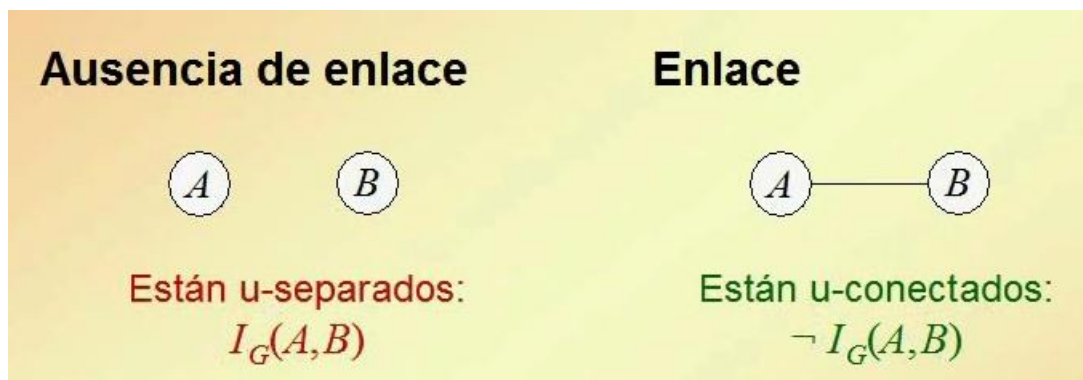 Ausencia de enlace
Enlace
A
B
A
B
Están u-separados:
I_G(A,B)
Están u-conectados:
¬ I_G(A,B)